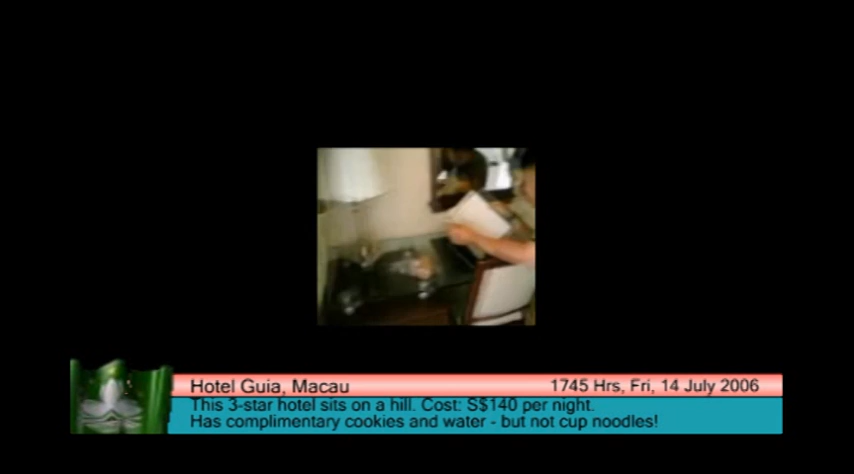 Hotel Guia, Macau 1745 Hrs, Fri, 14 July 2006
This 3-star hotel sits on a hill. Cost: S$140 per night.
Has complimentary cookies and water - but not cup noodles!